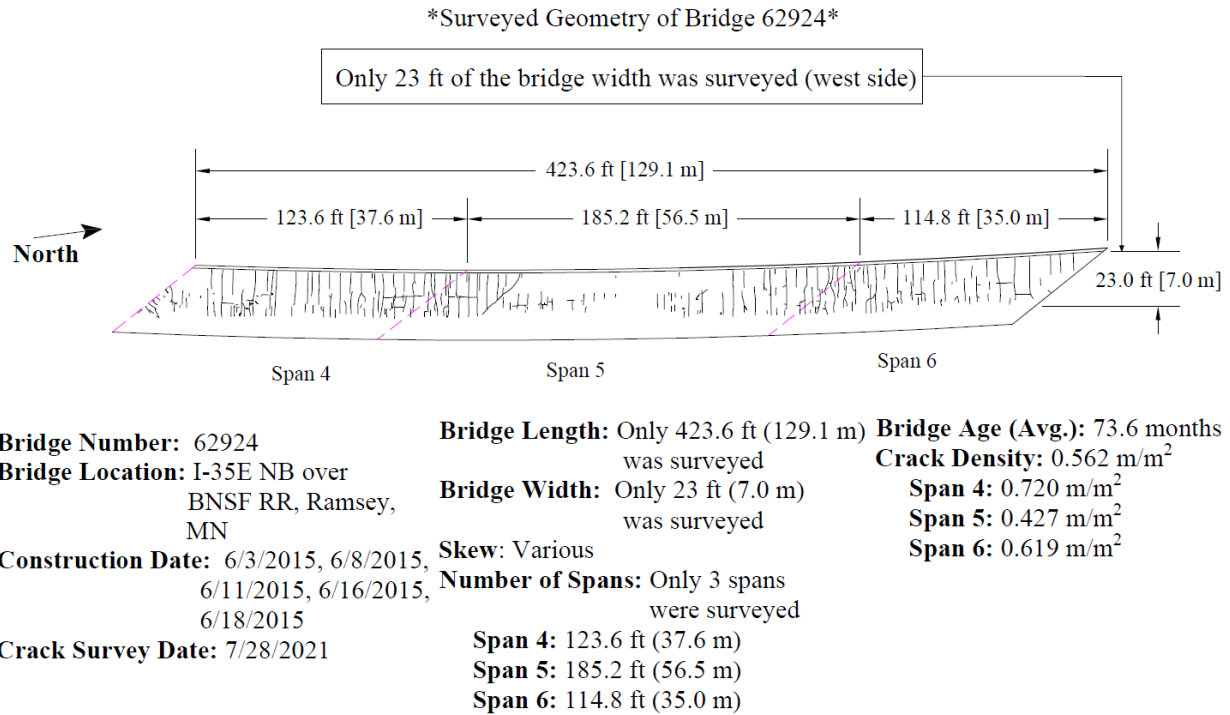 *Surveyed Geometry of Bridge 62924*
Only 23 ft of the bridge width was surveyed (west side)
423.6 ft [129.1 m]
123.6 ft [37.6 m]
185.2 ft [56.5 m]
114.8 ft [35.0 m]
North
23.0 ft [7.0 m]
Span 4
Span 5
Span 6
Bridge Number: 62924
Bridge Location: I-35E NB over
BNSF RR, Ramsey,
MN
Construction Date: 6/3/2015, 6/8/2015,
6/11/2015, 6/16/2015,
6/18/2015
Crack Survey Date: 7/28/2021
Bridge Length: Only 423.6 ft (129.1 m)
was surveyed
Bridge Width: Only 23 ft (7.0 m)
was surveyed
Skew: Various
Number of Spans: Only 3 spans
were surveyed
Span 4: 123.6 ft (37.6 m)
Span 5: 185.2 ft (56.5 m)
Span 6: 114.8 ft (35.0 m)
Bridge Age (Avg.): 73.6 months
Crack Density: 0.562 m/m²
Span 4: 0.720 m/m²
Span 5: 0.427 m/m²
Span 6: 0.619 m/m²